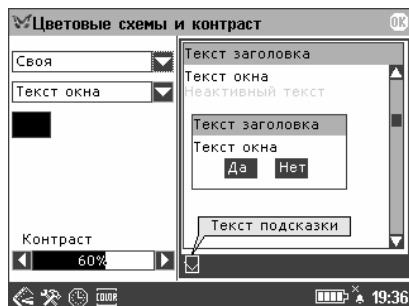 Цветовые схемы и контраст
OK
Своя
Текст окна
Контраст
60%
Текст заголовка
Текст окна
Неактивный текст
Текст заголовка
Текст окна
Да Нет
Текст подсказки
COLOR
19:36